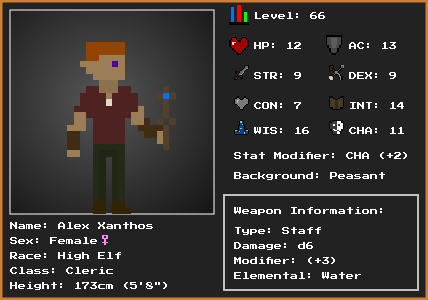 Level: 66
HP: 12
AC: 13
STR: 9
DEX: 9
CON: 7
INT: 14
WIS: 16
CHA: 11
Stat Modifier: CHA (+2)
Background: Peasant
Name: Alex Xanthos
Sex: Female♀
Race: High Elf
Class: Cleric
Height: 173cm (5'8")
Weapon Information:
Type: Staff
Damage: d6
Modifier: (+3)
Elemental: Water